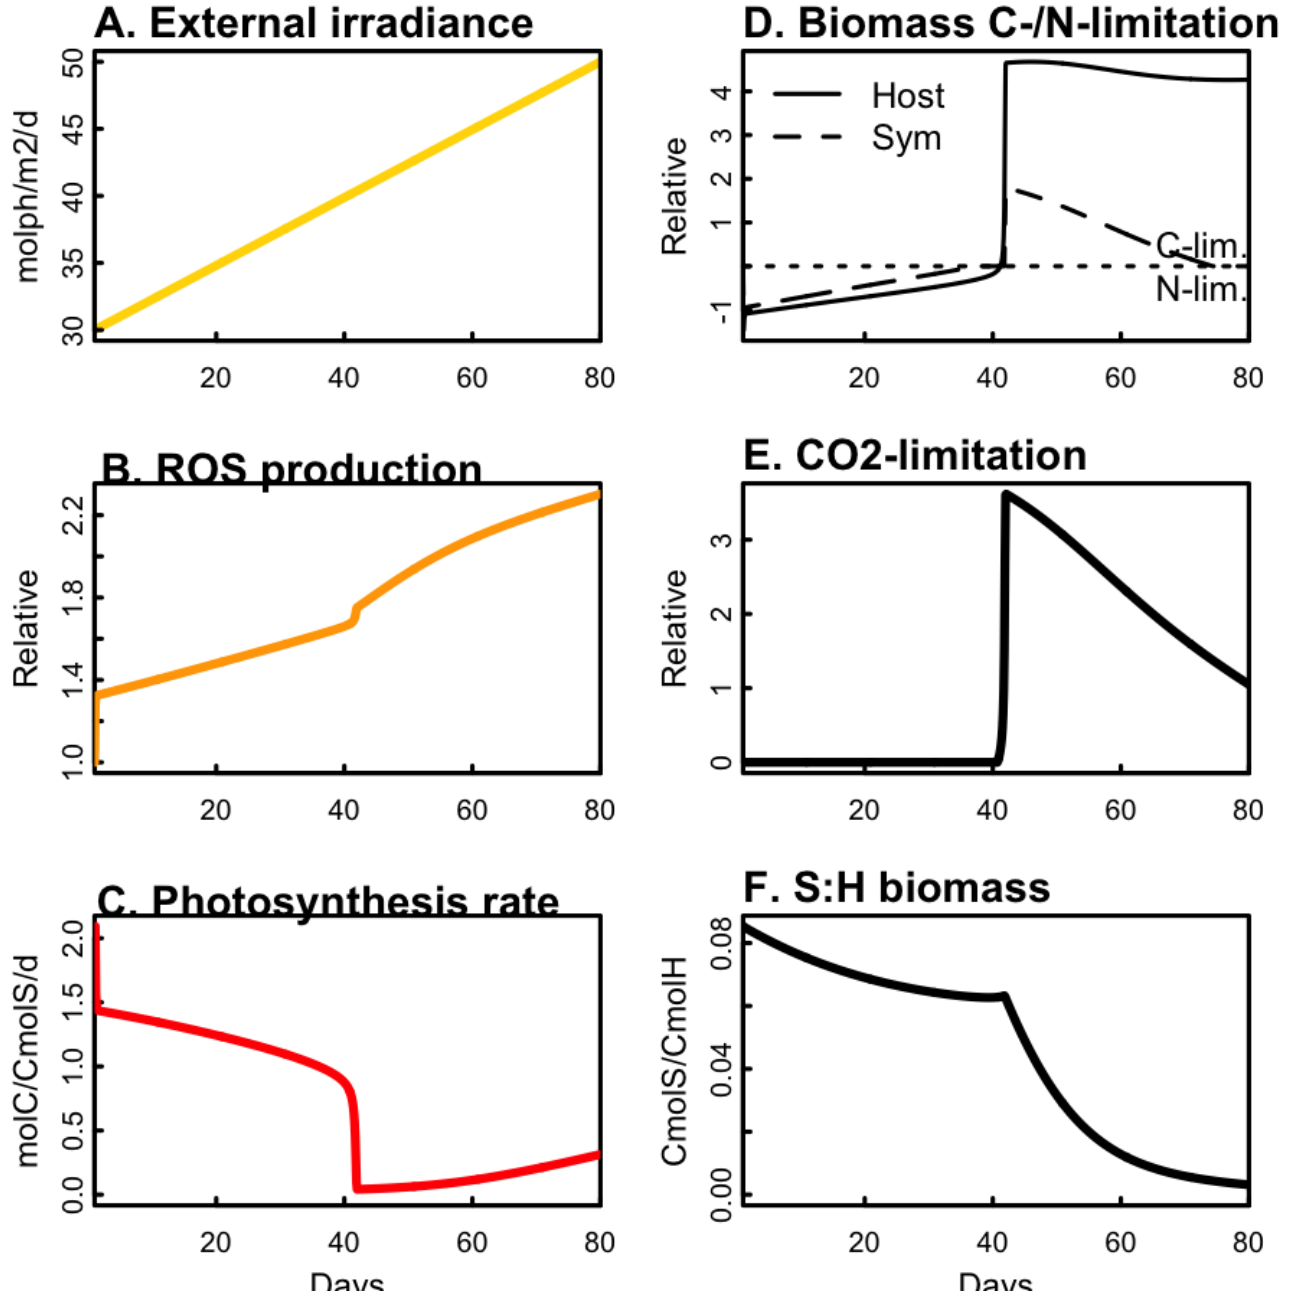 A. External irradiance
molph/m2/d
50
45
40
35
30
20 40 60 80
D. Biomass C-/N-limitation
Relative
4
3
2
1
-1
Host
Sym
C-lim.
N-lim.
20 40 60 80
B. ROS production
Relative
2.2
1.8
1.4
1.0
20 40 60 80
E. CO2-limitation
Relative
3
2
1
0
20 40 60 80
C. Photosynthesis rate
molC/CmolS/d
2.0
1.5
1.0
0.5
0.0
20 40 60 80
Days
F. S:H biomass
CmolS/CmolH
0.08
0.04
0.00
20 40 60 80
Days